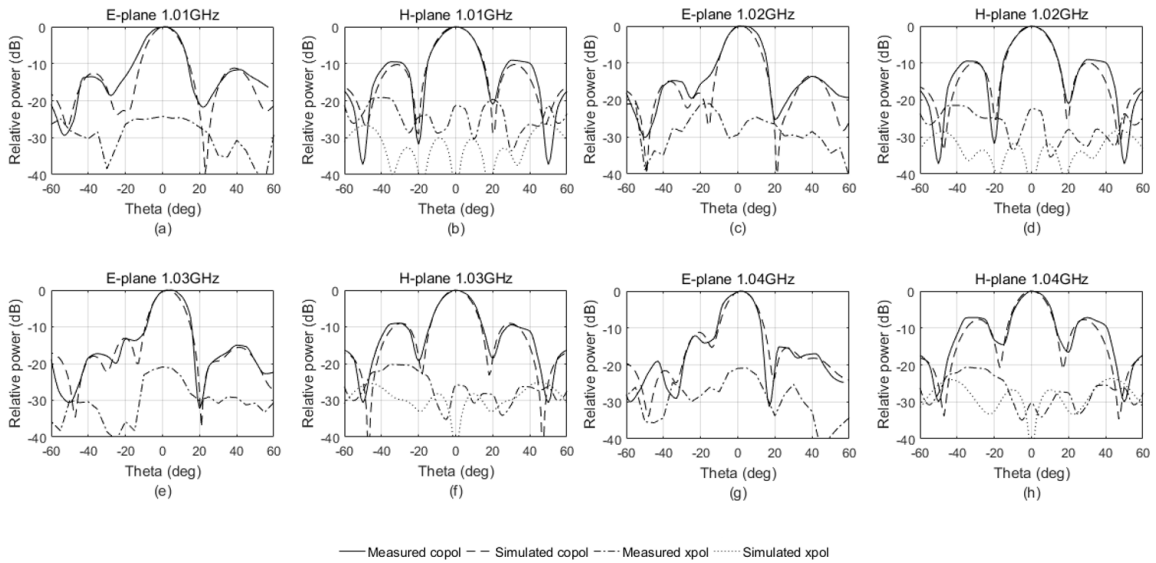 E-plane 1.01GHz
Relative power (dB)
0
-10
-20
-30
-40
-60 -40 -20 0 20 40 60
Theta (deg)
(a)
H-plane 1.01GHz
Relative power (dB)
0
-10
-20
-30
-40
-60 -40 -20 0 20 40 60
Theta (deg)
(b)
E-plane 1.02GHz
Relative power (dB)
0
-10
-20
-30
-40
-60 -40 -20 0 20 40 60
Theta (deg)
(c)
H-plane 1.02GHz
Relative power (dB)
0
-10
-20
-30
-40
-60 -40 -20 0 20 40 60
Theta (deg)
(d)
E-plane 1.03GHz
Relative power (dB)
0
-10
-20
-30
-40
-60 -40 -20 0 20 40 60
Theta (deg)
(e)
H-plane 1.03GHz
Relative power (dB)
0
-10
-20
-30
-40
-60 -40 -20 0 20 40 60
Theta (deg)
(f)
E-plane 1.04GHz
Relative power (dB)
0
-10
-20
-30
-40
-60 -40 -20 0 20 40 60
Theta (deg)
(g)
H-plane 1.04GHz
Relative power (dB)
0
-10
-20
-30
-40
-60 -40 -20 0 20 40 60
Theta (deg)
(h)
Measured copol Simulated copol Measured xpol Simulated xpol